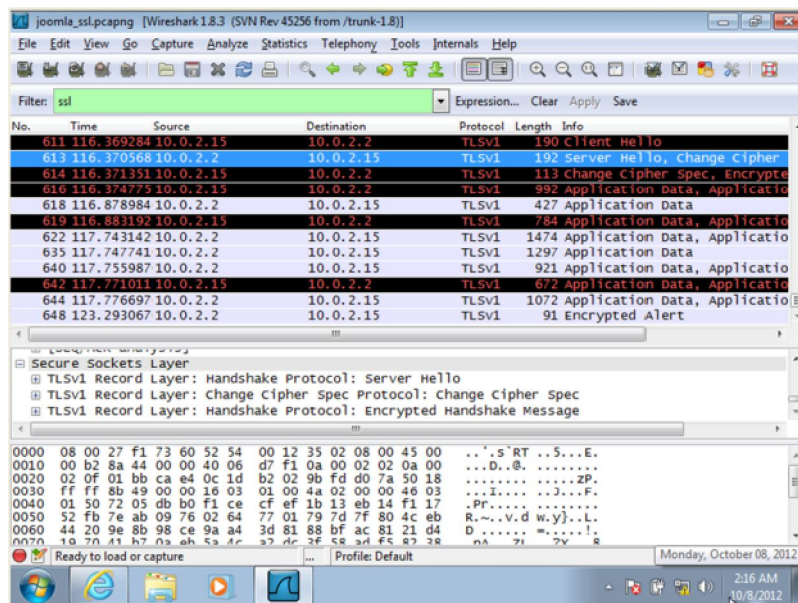 joomla_ssl.pcapng [Wireshark 1.8.3 (SVN Rev 45256 from /trunk-1.8)]
File Edit View Go Capture Analyze Statistics Telephony Tools Internals Help
Filter: ssl Expression... Clear Apply Save
No. Time Source Destination Protocol Length Info
611 116.369284 10.0.2.15 10.0.2.2 TLSv1 190 Client Hello
613 116.370568 10.0.2.2 10.0.2.15 TLSv1 192 Server Hello, Change Cipher
614 116.371351 10.0.2.15 10.0.2.2 TLSv1 113 Change Cipher Spec, Encrypte
616 116.374775 10.0.2.15 10.0.2.2 TLSv1 992 Application Data, Applicatio
618 116.878984 10.0.2.2 10.0.2.15 TLSv1 427 Application Data
619 116.883192 10.0.2.15 10.0.2.2 TLSv1 784 Application Data, Applicatio
622 117.743142 10.0.2.2 10.0.2.15 TLSv1 1474 Application Data, Applicatio
635 117.747741 10.0.2.2 10.0.2.15 TLSv1 1297 Application Data
640 117.755987 10.0.2.2 10.0.2.15 TLSv1 921 Application Data, Applicatio
642 117.771011 10.0.2.15 10.0.2.2 TLSv1 672 Application Data, Applicatio
644 117.776697 10.0.2.2 10.0.2.15 TLSv1 1072 Application Data, Applicatio
648 123.293067 10.0.2.2 10.0.2.15 TLSv1 91 Encrypted Alert
Secure Sockets Layer
TLSv1 Record Layer: Handshake Protocol: Server Hello
TLSv1 Record Layer: Change Cipher Spec Protocol: Change Cipher Spec
TLSv1 Record Layer: Handshake Protocol: Encrypted Handshake Message
0000 08 00 27 f1 73 60 52 54 00 12 35 02 08 00 45 00 ..'.s`RT ..5...E.
0010 00 b2 8a 44 00 00 40 06 d7 f1 0a 00 02 02 0a 00 ...D..@. ........
0020 02 0f 01 bb ca e4 0c 1d b2 02 9b fd d0 7a 50 18 ........ .....zP.
0030 ff ff 8b 49 00 00 16 03 01 00 4a 02 00 00 46 03 ...I.... ..J...F.
0040 01 50 72 05 db b0 f1 ce cf ef 1b 13 eb 14 f1 17 .Pr..... ........
0050 52 fb 7e ab 09 76 02 64 77 01 79 7d 7f 80 4c eb R.~..v.d w.y}..L.
0060 44 20 9e 8b 98 ce 9a a4 3d 81 88 bf ac 81 21 d4 D ...... =.....!.
Ready to load or capture ... Profile: Default
Monday, October 08, 2012
2:16 AM
10/8/2012